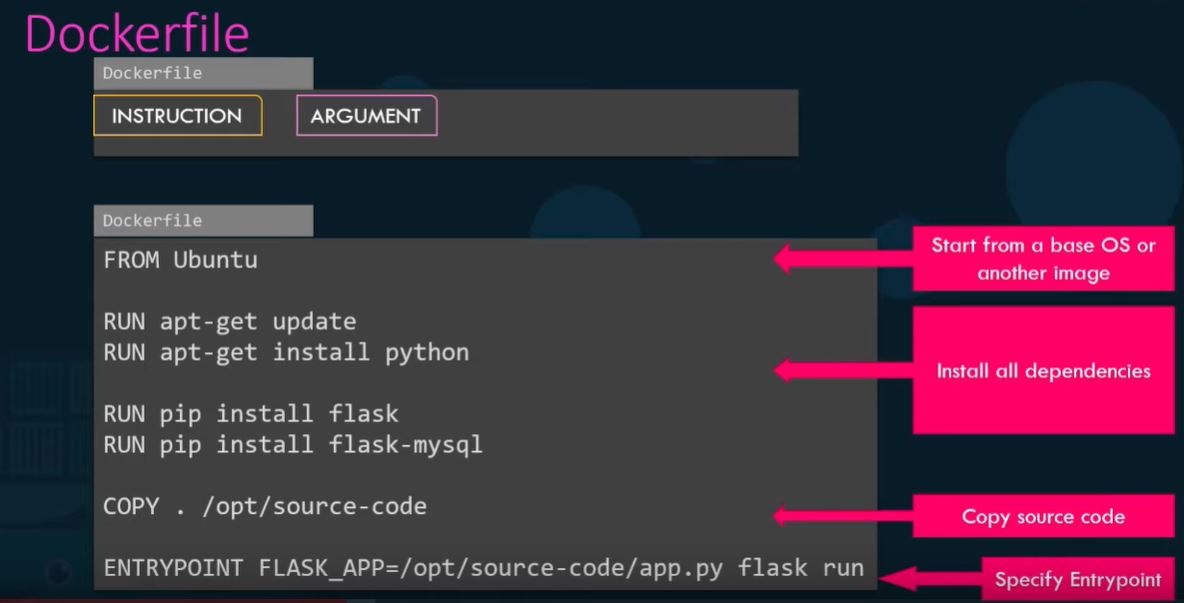 Dockerfile
Dockerfile
INSTRUCTION ARGUMENT
Dockerfile
FROM Ubuntu
Start from a base OS or
another image
RUN apt-get update
RUN apt-get install python
Install all dependencies
RUN pip install flask
RUN pip install flask-mysql
COPY . /opt/source-code
Copy source code
ENTRYPOINT FLASK_APP=/opt/source-code/app.py flask run
Specify Entrypoint